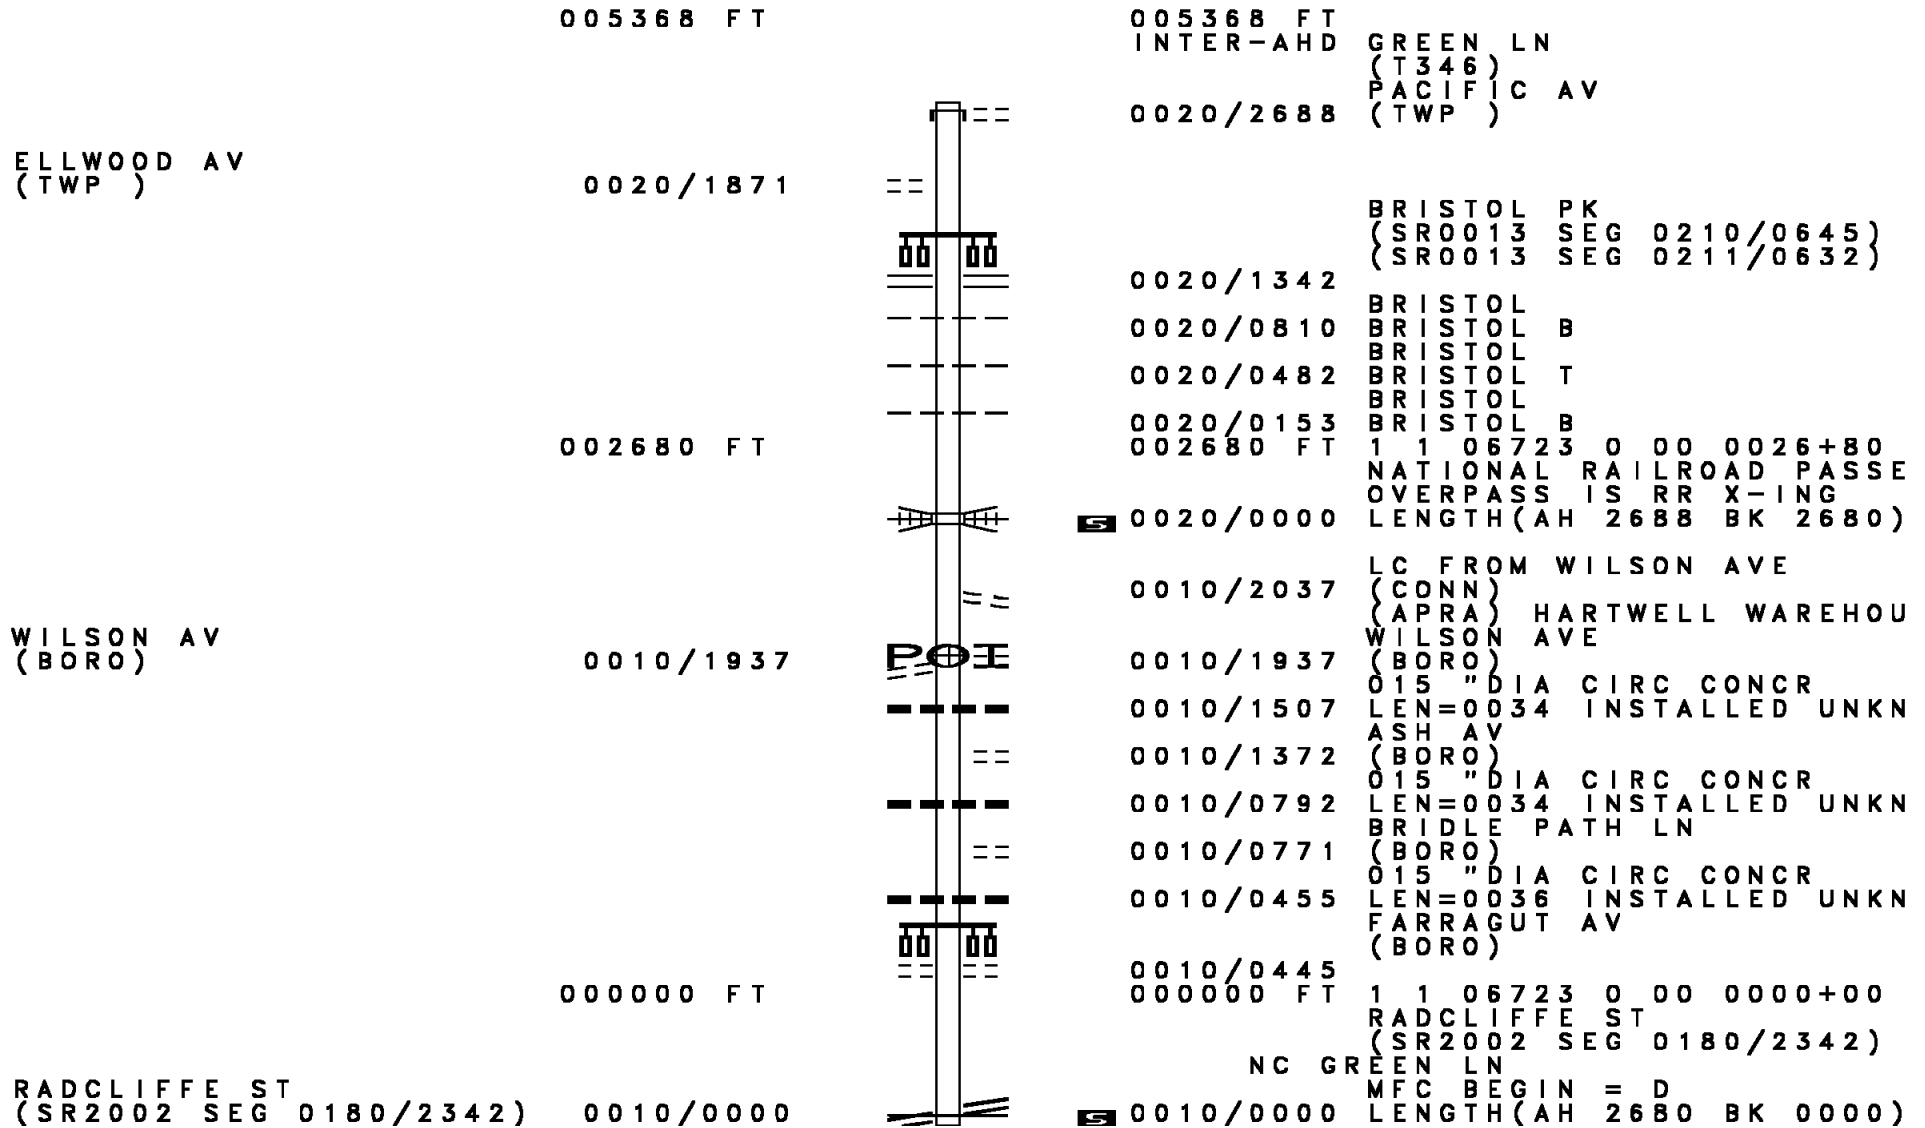 005368 FT 005368 FT
INTER-AHD GREEN LN
(T346)
PACIFIC AV
0020/2688 (TWP )
ELLWOOD AV
(TWP ) 0020/1871
BRISTOL PK
(SR0013 SEG 0210/0645)
(SR0013 SEG 0211/0632)
0020/1342
BRISTOL
0020/0810 BRISTOL B
BRISTOL
0020/0482 BRISTOL T
BRISTOL
0020/0153 BRISTOL B
002680 FT 002680 FT 1 1 06723 0 00 0026+80
NATIONAL RAILROAD PASSE
OVERPASS IS RR X-ING
S 0020/0000 LENGTH(AH 2688 BK 2680)
LC FROM WILSON AVE
0010/2037 (CONN)
(APRA) HARTWELL WAREHOU
WILSON AV WILSON AVE
(BORO) 0010/1937 POI 0010/1937 (BORO)
015 "DIA CIRC CONCR
0010/1507 LEN=0034 INSTALLED UNKN
ASH AV
0010/1372 (BORO)
015 "DIA CIRC CONCR
0010/0792 LEN=0034 INSTALLED UNKN
BRIDLE PATH LN
0010/0771 (BORO)
015 "DIA CIRC CONCR
0010/0455 LEN=0036 INSTALLED UNKN
FARRAGUT AV
(BORO)
0010/0445
000000 FT 000000 FT 1 1 06723 0 00 0000+00
RADCLIFFE ST
(SR2002 SEG 0180/2342)
NC GREEN LN
RADCLIFFE ST MFC BEGIN = D
(SR2002 SEG 0180/2342) 0010/0000 S 0010/0000 LENGTH(AH 2680 BK 0000)